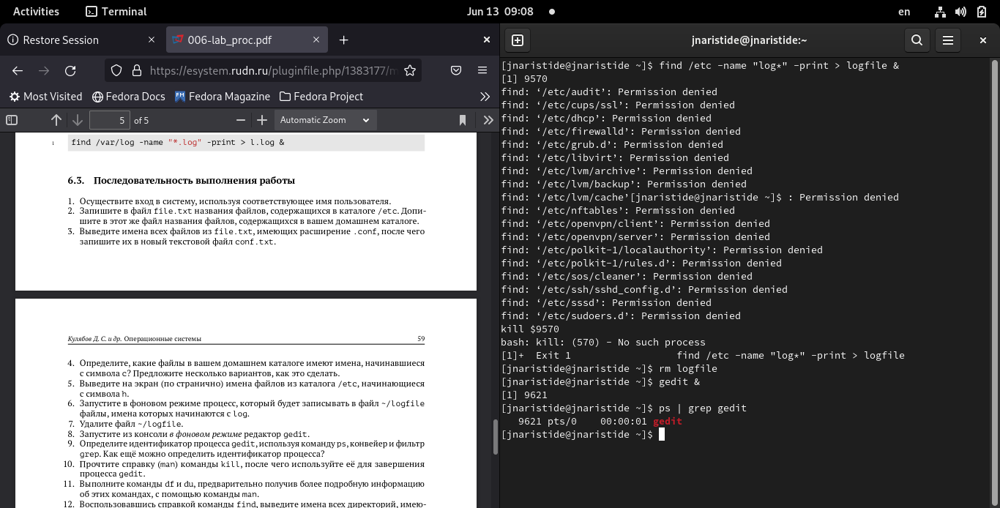 Activities Terminal Jun 13 09:08 en
Restore Session 006-lab_proc.pdf
https://esystem.rudn.ru/pluginfile.php/1383177/m
Most Visited Fedora Docs Fedora Magazine Fedora Project
5 of 5 Automatic Zoom
1 find /var/log -name "*.log" -print > l.log &
6.3. Последовательность выполнения работы
1. Осуществите вход в систему, используя соответствующее имя пользователя.
2. Запишите в файл file.txt названия файлов, содержащихся в каталоге /etc. Допи-
шите в этот же файл названия файлов, содержащихся в вашем домашнем каталоге.
3. Выведите имена всех файлов из file.txt, имеющих расширение .conf, после чего
запишите их в новый текстовой файл conf.txt.
Кулябов Д. С. и др. Операционные системы 59
4. Определите, какие файлы в вашем домашнем каталоге имеют имена, начинавшиеся
с символа c? Предложите несколько вариантов, как это сделать.
5. Выведите на экран (по странично) имена файлов из каталога /etc, начинающиеся
с символа h.
6. Запустите в фоновом режиме процесс, который будет записывать в файл ~/logfile
файлы, имена которых начинаются с log.
7. Удалите файл ~/logfile.
8. Запустите из консоли в фоновом режиме редактор gedit.
9. Определите идентификатор процесса gedit, используя команду ps, конвейер и фильтр
grep. Как ещё можно определить идентификатор процесса?
10. Прочтите справку (man) команды kill, после чего используйте её для завершения
процесса gedit.
11. Выполните команды df и du, предварительно получив более подробную информацию
об этих командах, с помощью команды man.
12. Воспользовавшись справкой команды find, выведите имена всех директорий, имею-
jnaristide@jnaristide:~
[jnaristide@jnaristide ~]$ find /etc -name "log*" -print > logfile &
[1] 9570
find: ‘/etc/audit’: Permission denied
find: ‘/etc/cups/ssl’: Permission denied
find: ‘/etc/dhcp’: Permission denied
find: ‘/etc/firewalld’: Permission denied
find: ‘/etc/grub.d’: Permission denied
find: ‘/etc/libvirt’: Permission denied
find: ‘/etc/lvm/archive’: Permission denied
find: ‘/etc/lvm/backup’: Permission denied
find: ‘/etc/lvm/cache’[jnaristide@jnaristide ~]$ : Permission denied
find: ‘/etc/nftables’: Permission denied
find: ‘/etc/openvpn/client’: Permission denied
find: ‘/etc/openvpn/server’: Permission denied
find: ‘/etc/polkit-1/localauthority’: Permission denied
find: ‘/etc/polkit-1/rules.d’: Permission denied
find: ‘/etc/sos/cleaner’: Permission denied
find: ‘/etc/ssh/sshd_config.d’: Permission denied
find: ‘/etc/sssd’: Permission denied
find: ‘/etc/sudoers.d’: Permission denied
kill $9570
bash: kill: (570) - No such process
[1]+ Exit 1 find /etc -name "log*" -print > logfile
[jnaristide@jnaristide ~]$ rm logfile
[jnaristide@jnaristide ~]$ gedit &
[1] 9621
[jnaristide@jnaristide ~]$ ps | grep gedit
9621 pts/0 00:00:01 gedit
[jnaristide@jnaristide ~]$